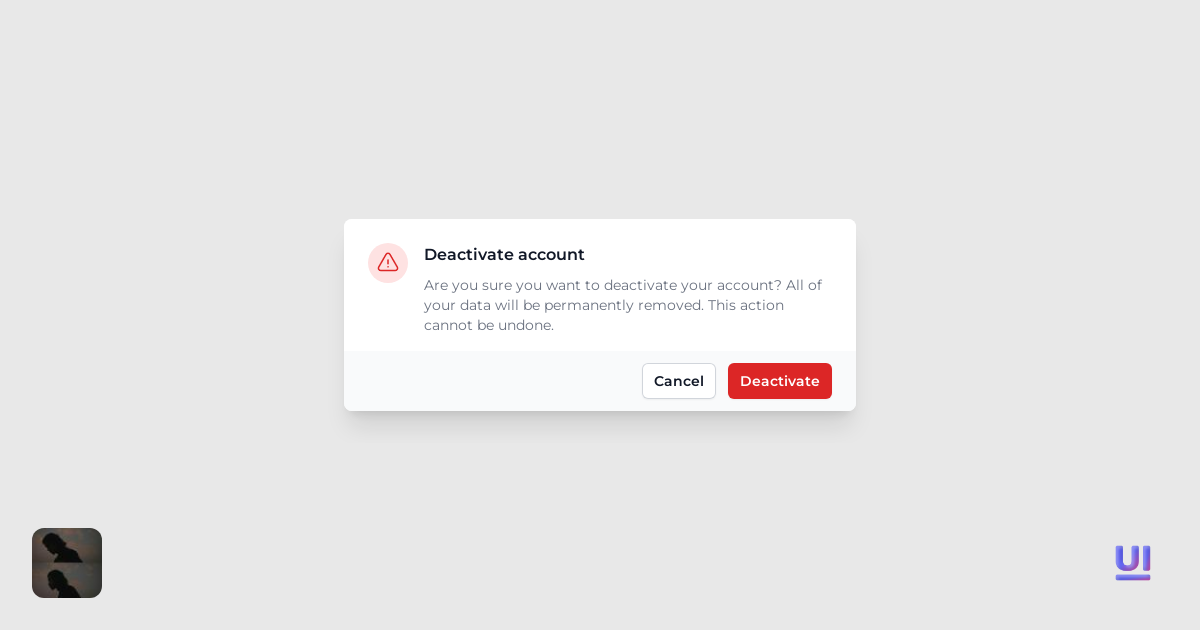 Deactivate account
Are you sure you want to deactivate your account? All of
your data will be permanently removed. This action
cannot be undone.
Cancel
Deactivate
UI